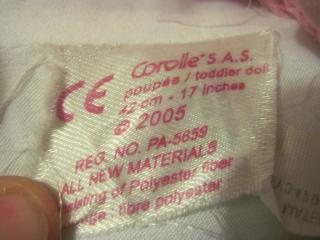 Corolle® S.A.S.
CE poupée / toddler doll
42 cm - 17 inches
© 2005
REG. NO. PA-5659
ALL NEW MATERIALS
of Polyester fiber
fibre polyester